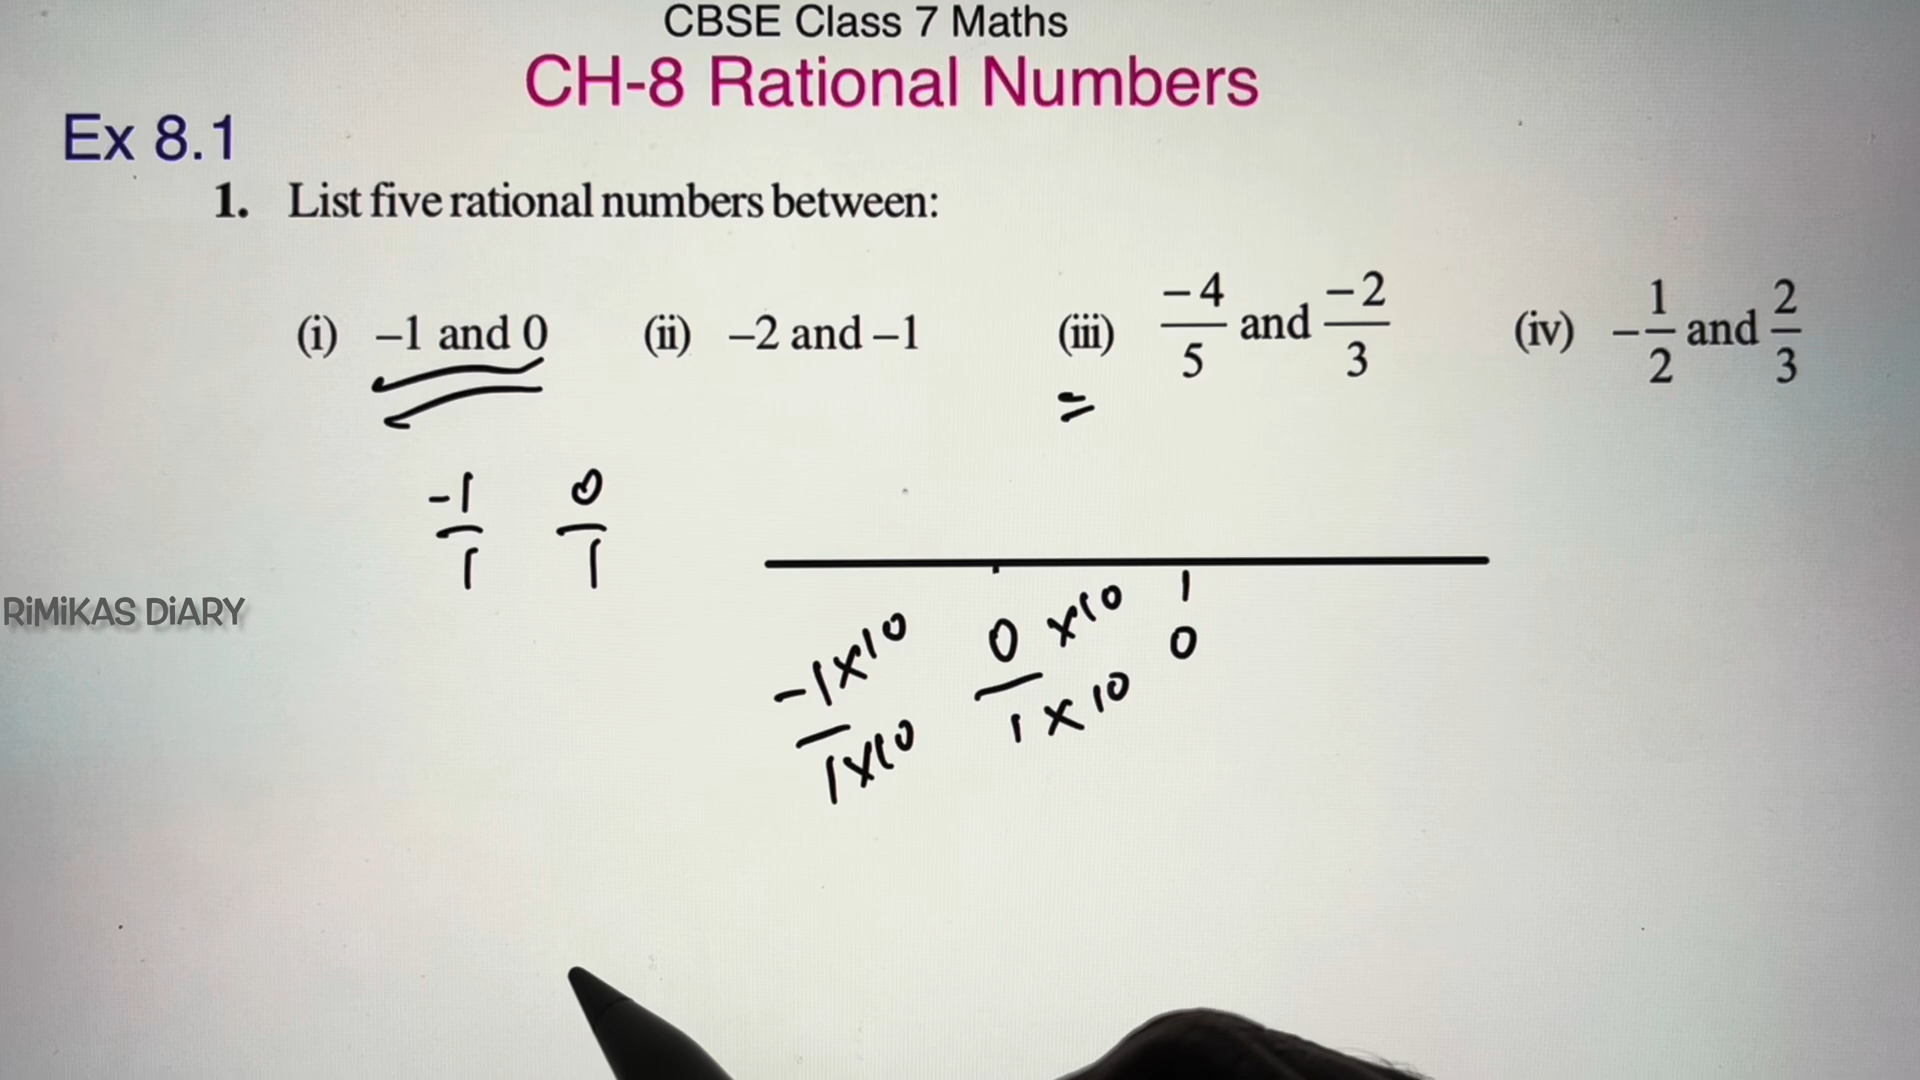 CBSE Class 7 Maths
CH-8 Rational Numbers
Ex 8.1
1. List five rational numbers between:
(i) –1 and 0 (ii) –2 and –1 (iii) −4/5 and −2/3 (iv) −1/2 and 2/3
-1/1 0/1
RiMiKAS DiARY
-1×10/1×10 0×10/1×10 1
0